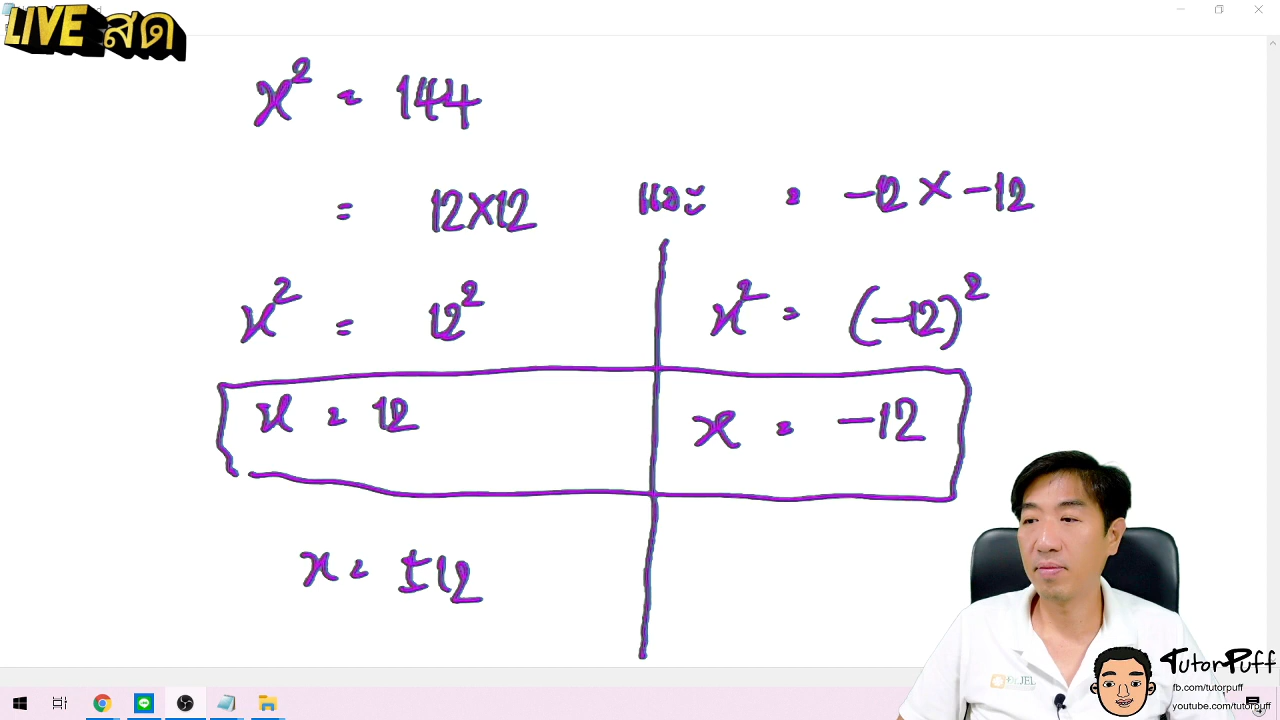 LIVE สด
x² = 144
= 12×12 และ = -12 × -12
x² = 12² x² = (-12)²
x = 12 x = -12
x = ±12
JEL
TUTORPUFF
fb.com/tutorpuff
youtube.com/tutorpuff